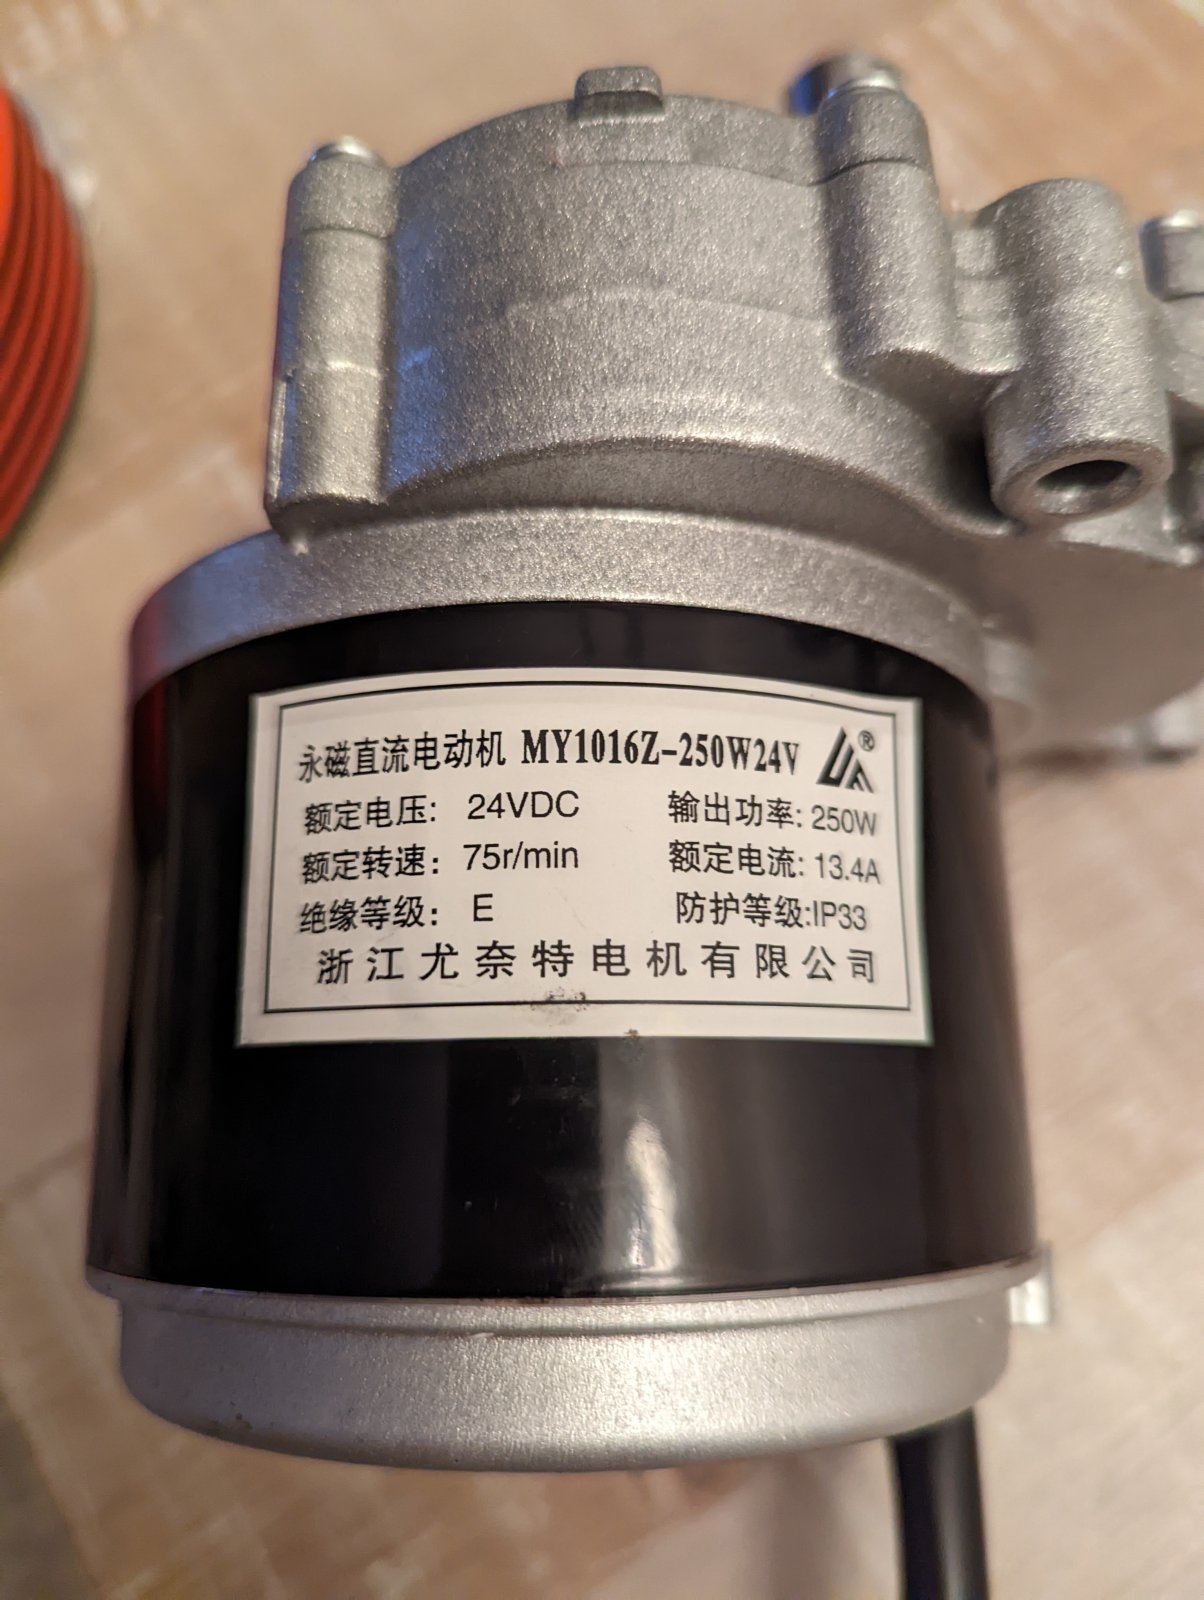 永磁直流电动机 MY1016Z-250W24V ®
额定电压: 24VDC 输出功率: 250W
额定转速: 75r/min 额定电流: 13.4A
绝缘等级: E 防护等级:IP33
浙江尤奈特电机有限公司